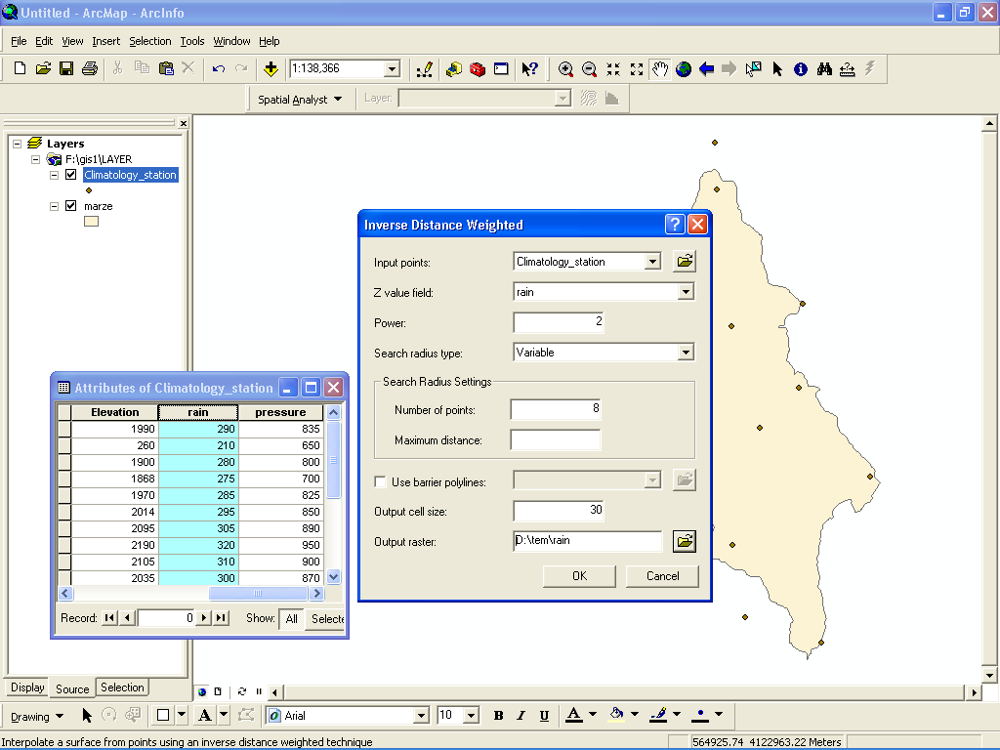 Untitled - ArcMap - ArcInfo
File Edit View Insert Selection Tools Window Help
1:138,366
Spatial Analyst Layer:
Layers
F:\gis1\LAYER
Climatology_station
marze
Inverse Distance Weighted
Input points: Climatology_station
Z value field: rain
Power: 2
Search radius type: Variable
Search Radius Settings
Number of points: 8
Maximum distance:
Use barrier polylines:
Output cell size: 30
Output raster: D:\tem\rain
OK Cancel
Attributes of Climatology_station
Elevation rain pressure
1990 290 835
260 210 650
1900 280 800
1868 275 700
1970 285 825
2014 295 850
2095 305 890
2190 320 950
2105 310 900
2035 300 870
Record: 0 Show: All Selecte
Display Source Selection
Drawing A Arial 10 B I U A
Interpolate a surface from points using an inverse distance weighted technique
564925.74 4122963.22 Meters